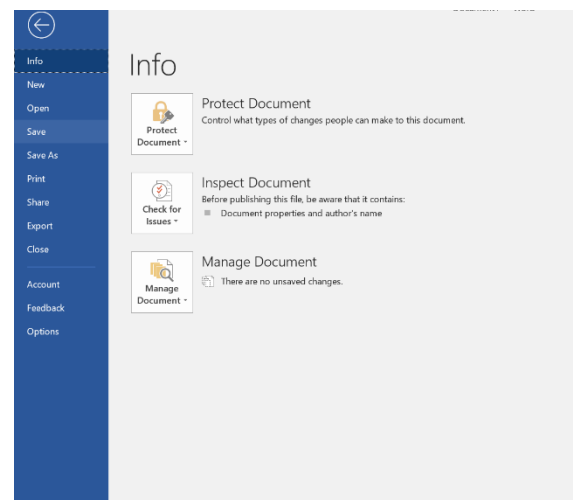 Info
New
Open
Save
Save As
Print
Share
Export
Close
Account
Feedback
Options
Info
Protect Document
Control what types of changes people can make to this document.
Protect
Document
Inspect Document
Before publishing this file, be aware that it contains:
Document properties and author's name
Check for
Issues
Manage Document
There are no unsaved changes.
Manage
Document